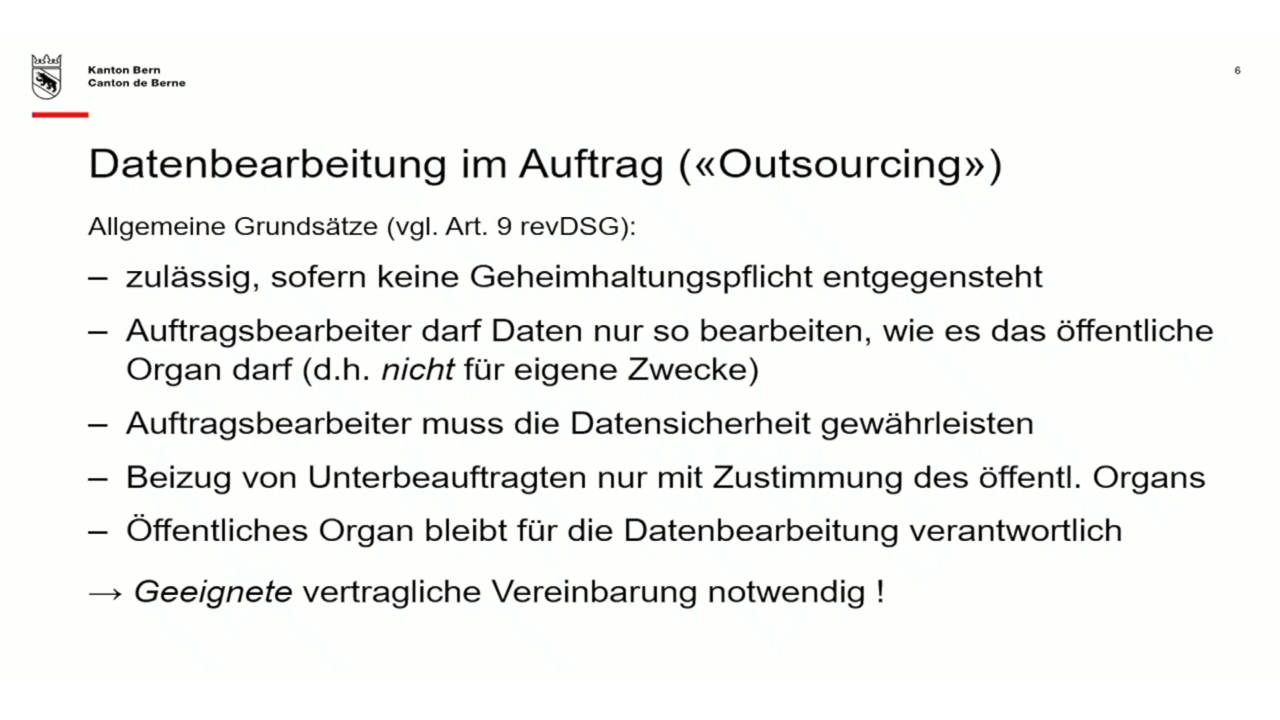 Kanton Bern
Canton de Berne
6
Datenbearbeitung im Auftrag («Outsourcing»)
Allgemeine Grundsätze (vgl. Art. 9 revDSG):
– zulässig, sofern keine Geheimhaltungspflicht entgegensteht
– Auftragsbearbeiter darf Daten nur so bearbeiten, wie es das öffentliche
Organ darf (d.h. nicht für eigene Zwecke)
– Auftragsbearbeiter muss die Datensicherheit gewährleisten
– Beizug von Unterbeauftragten nur mit Zustimmung des öffentl. Organs
– Öffentliches Organ bleibt für die Datenbearbeitung verantwortlich
→ Geeignete vertragliche Vereinbarung notwendig !